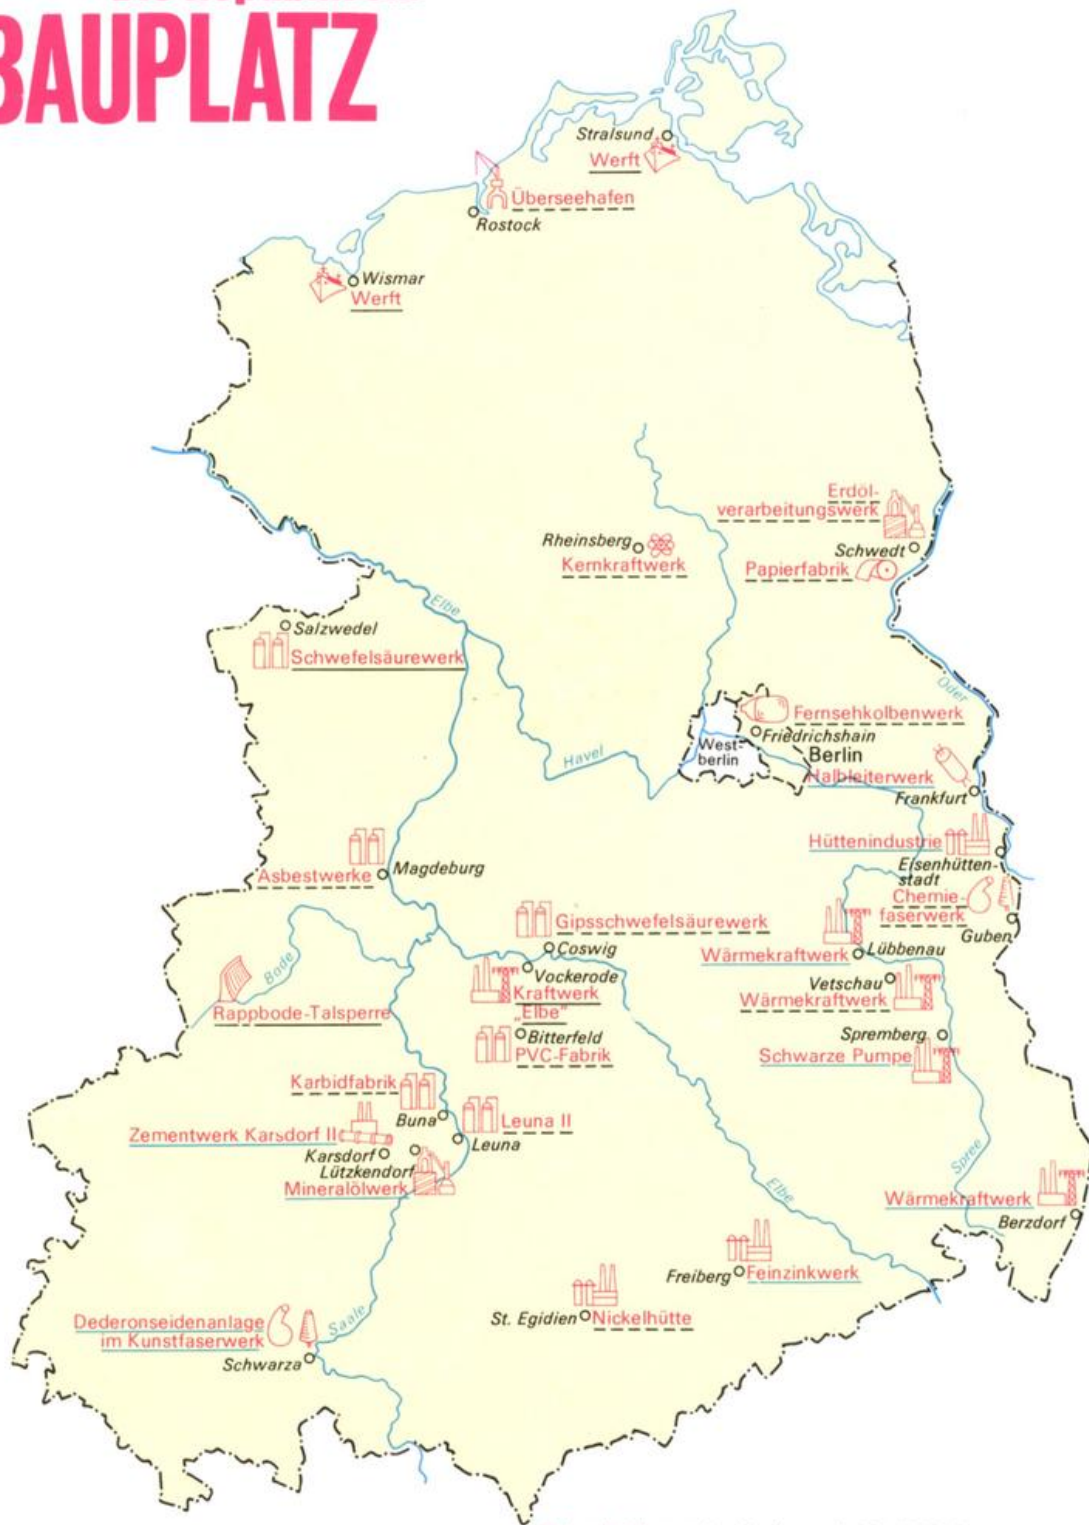 BAUPLATZ
Stralsund
Werft
Überseehafen
Rostock
Wismar
Werft
Erdöl-
verarbeitungswerk
Rheinsberg
Schwedt
Kernkraftwerk
Papierfabrik
Elbe
Salzwedel
Schwefelsäurewerk
Oder
Fernsehkolbenwerk
Friedrichshain
West-
berlin
Berlin
Havel
Halbleiterwerk
Frankfurt
Hüttenindustrie
Eisenhütten-
stadt
Magdeburg
Asbestwerke
Chemie-
faserwerk
Guben
Gipsschwefelsäurewerk
Coswig
Lübbenau
Wärmekraftwerk
Bode
Vockerode
Vetschau
Kraftwerk
„Elbe"
Wärmekraftwerk
Rappbode-Talsperre
Bitterfeld
Spremberg
PVC-Fabrik
Schwarze Pumpe
Karbidfabrik
Buna
Leuna II
Zementwerk Karsdorf II
Leuna
Karsdorf
Lützkendorf
Spree
Mineralölwerk
Elbe
Wärmekraftwerk
Berzdorf
Freiberg
Feinzinkwerk
St. Egidien
Nickelhütte
Dederonseidenanlage
im Kunstfaserwerk
Saale
Schwarza